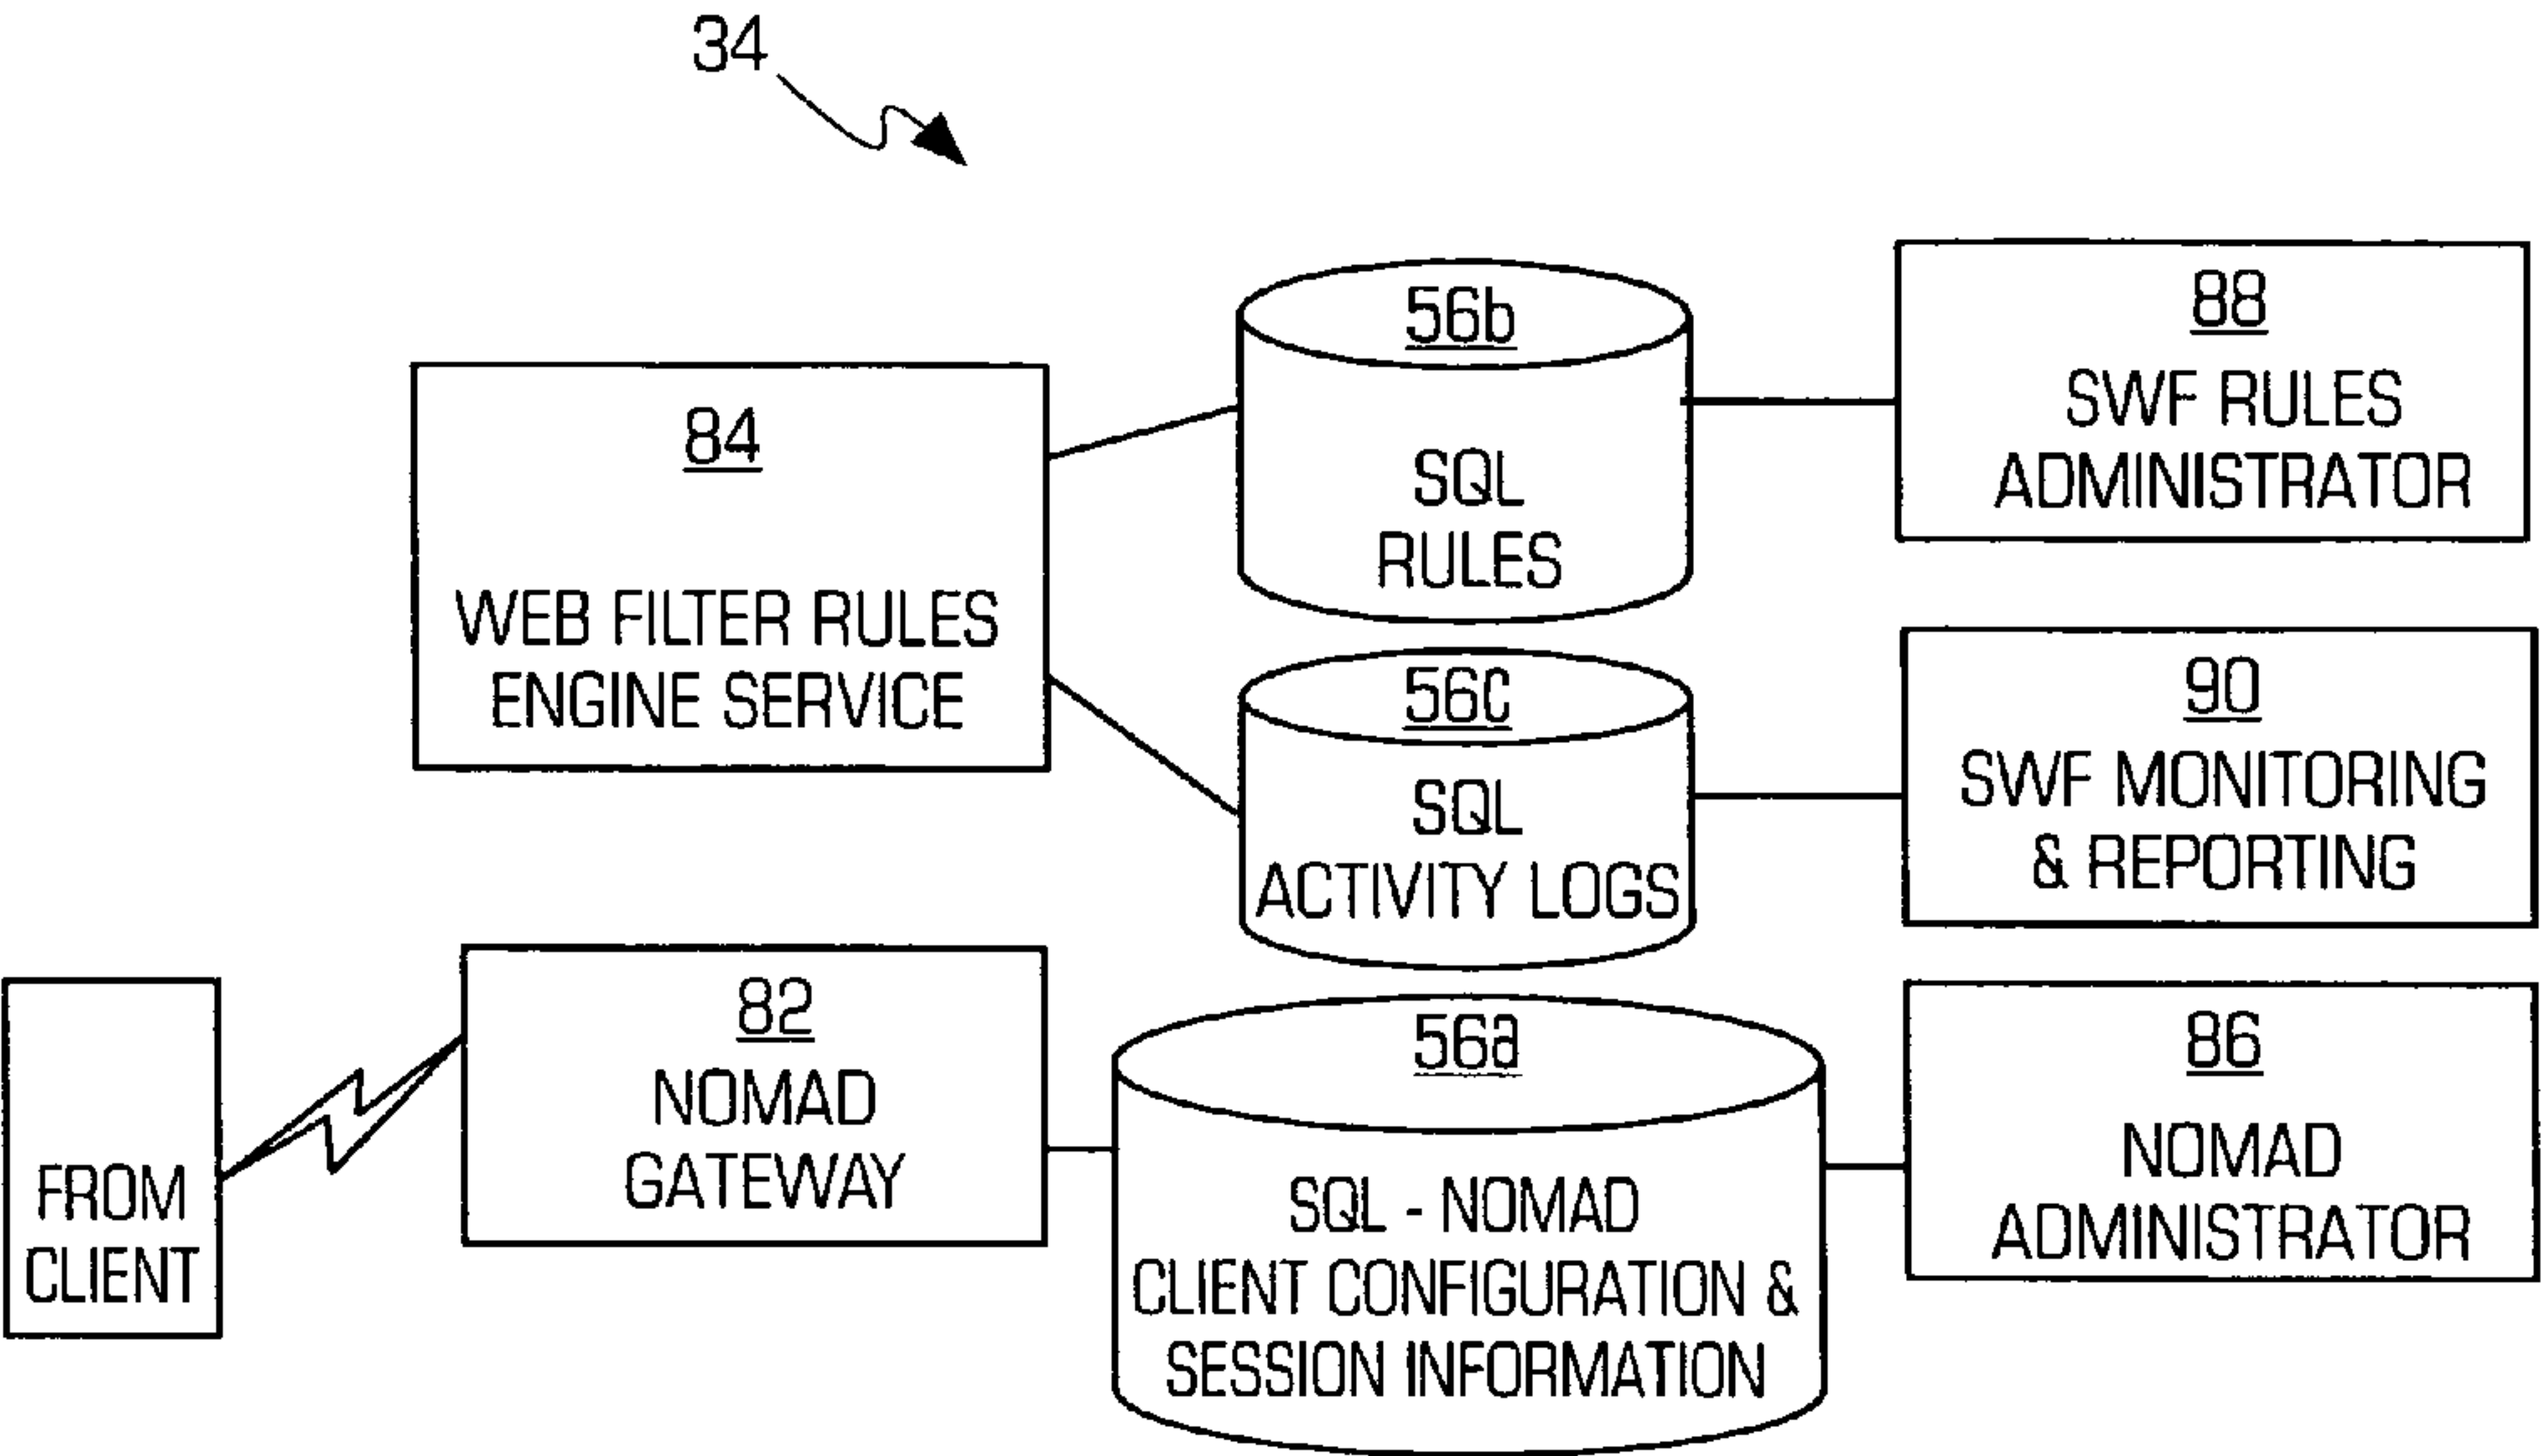 34
56b
SQL
RULES
88
SWF RULES
ADMINISTRATOR
84
WEB FILTER RULES
ENGINE SERVICE
56c
SQL
ACTIVITY LOGS
90
SWF MONITORING
& REPORTING
FROM
CLIENT
82
NOMAD
GATEWAY
56a
SQL - NOMAD
CLIENT CONFIGURATION &
SESSION INFORMATION
86
NOMAD
ADMINISTRATOR